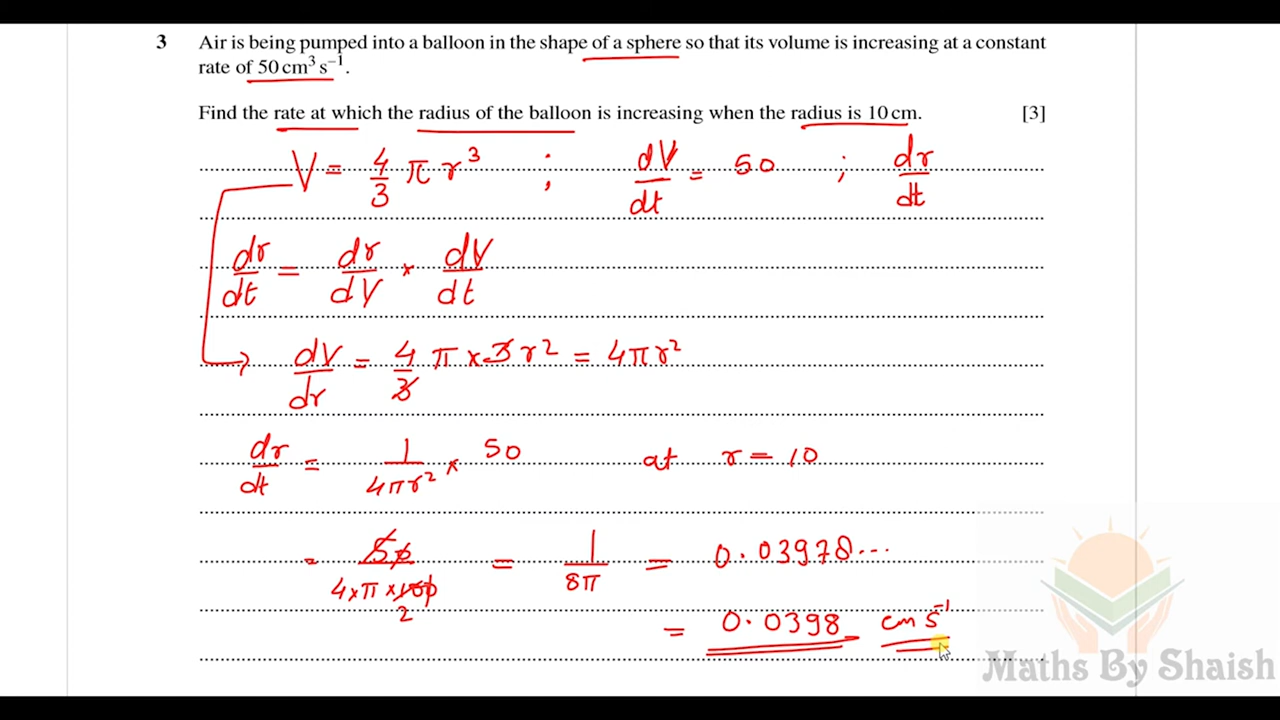 3 Air is being pumped into a balloon in the shape of a sphere so that its volume is increasing at a constant
rate of 50 cm³ s⁻¹.
Find the rate at which the radius of the balloon is increasing when the radius is 10 cm. [3]
V = 4/3 π r³ ; dV/dt = 50 ; dr/dt
dr/dt = dr/dV × dV/dt
dV/dr = 4/3 π × 3 r² = 4πr²
dr/dt = 1/4πr² × 50 at r = 10
= 50/4×π×100 2 = 1/8π = 0.03978...
= 0.0398 cm s⁻¹
Maths By Shaish